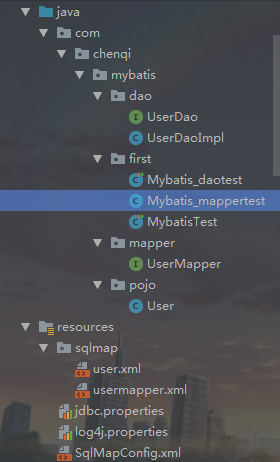 java
com
chenqi
mybatis
dao
UserDao
UserDaoImpl
first
Mybatis_daotest
Mybatis_mappertest
MybatisTest
mapper
UserMapper
pojo
User
resources
sqlmap
user.xml
usermapper.xml
jdbc.properties
log4j.properties
SqlMapConfig.xml